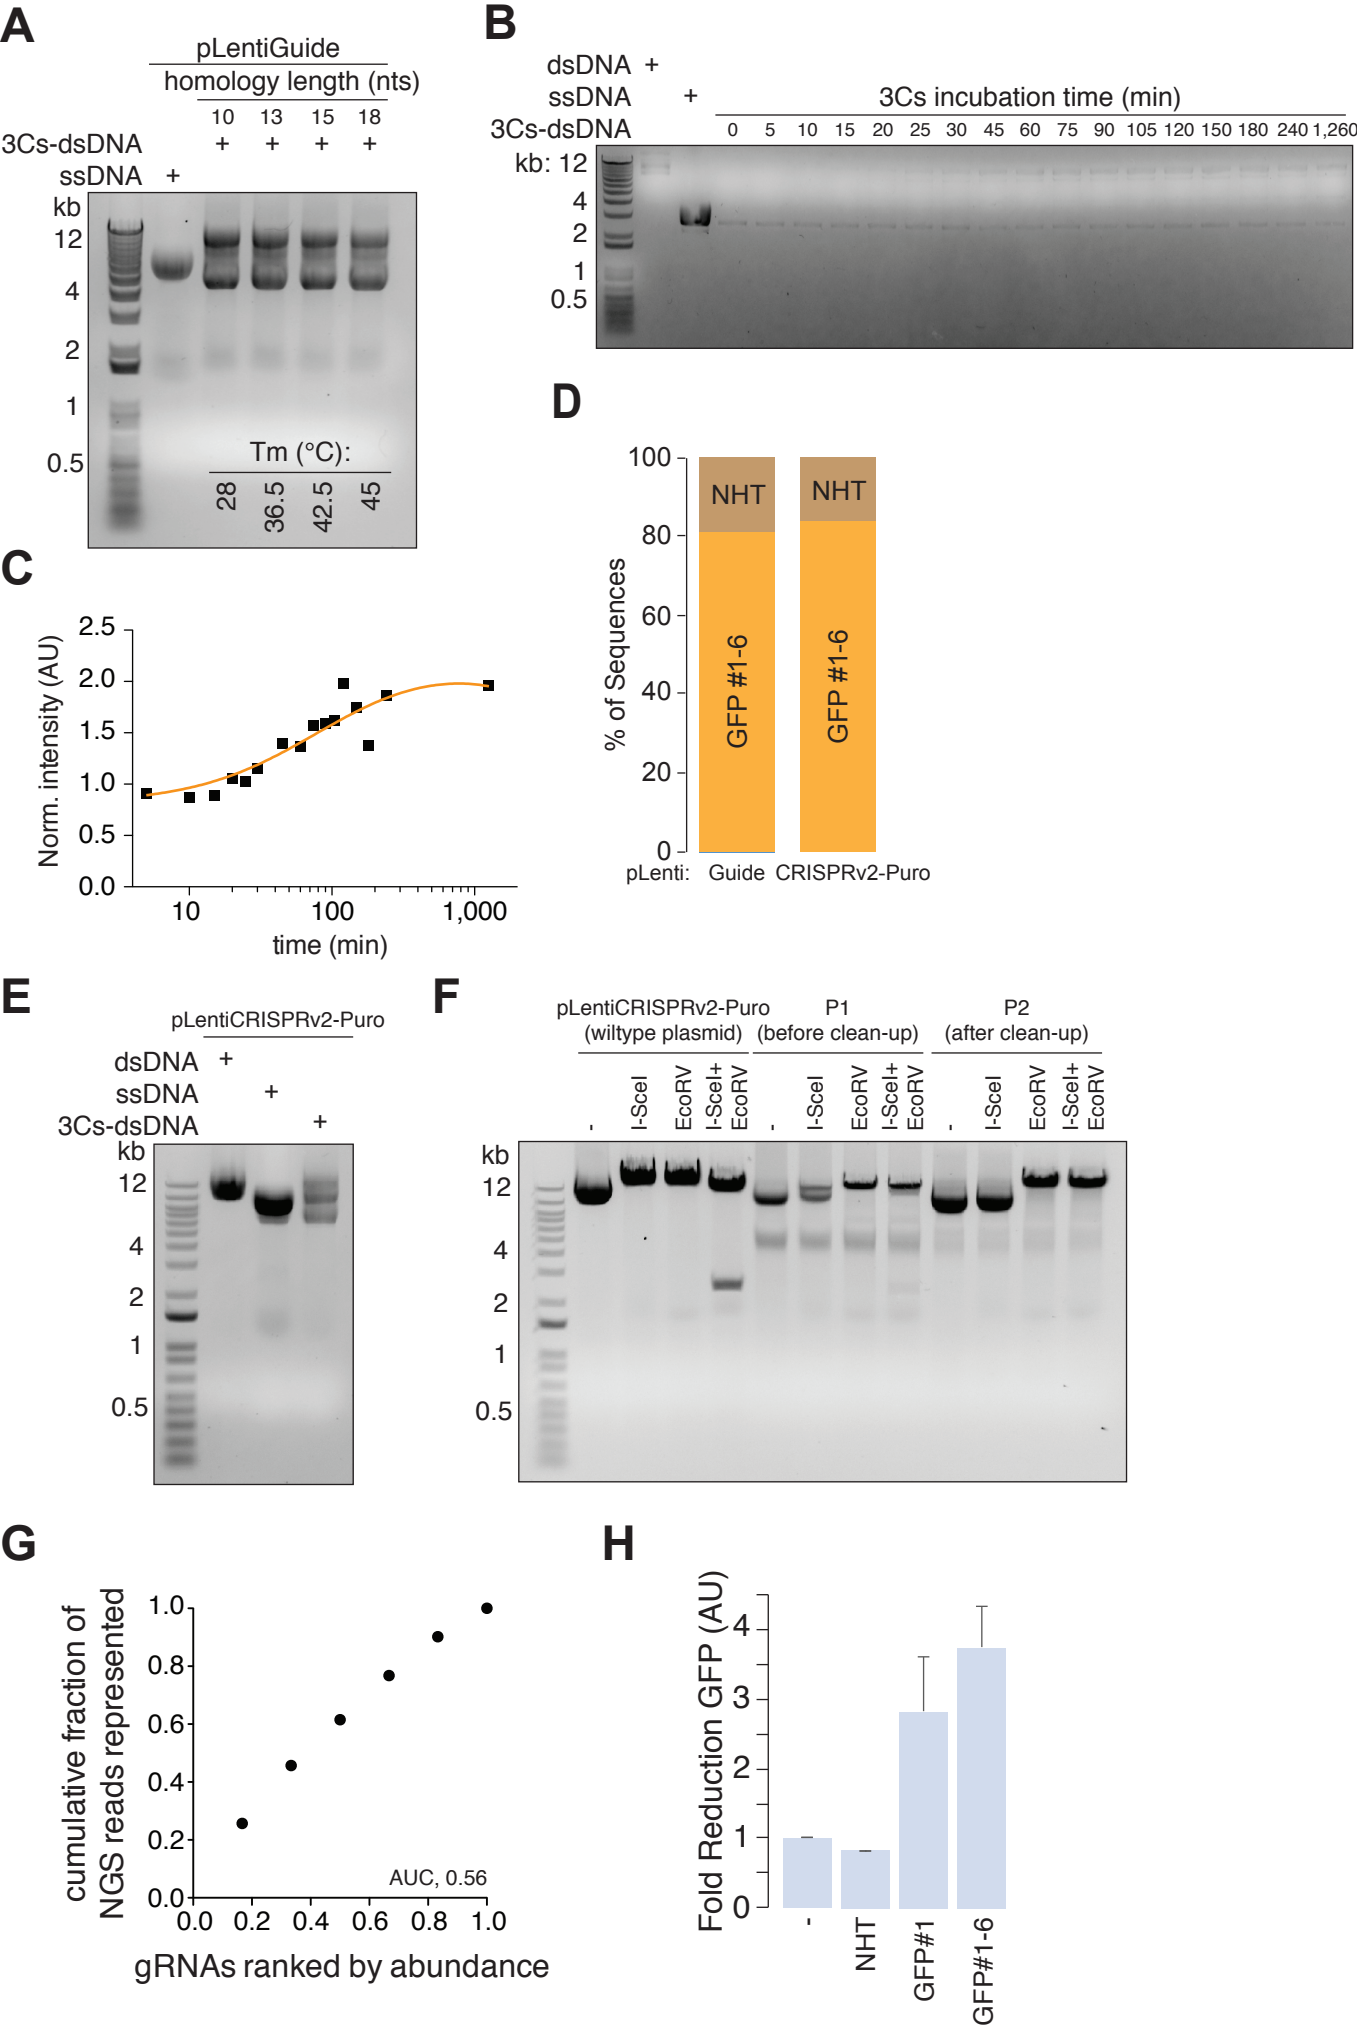 A
pLentiGuide
homology length (nts)
10 13 15 18
3Cs-dsDNA + + + +
ssDNA +
kb
12
4
2
1
0.5
Tm (°C):
28 36.5 42.5 45
B
dsDNA +
ssDNA + 3Cs incubation time (min)
3Cs-dsDNA 0 5 10 15 20 25 30 45 60 75 90 105 120 150 180 240 1,260
kb: 12
4
2
1
0.5
C
Norm. intensity (AU)
2.5
2.0
1.5
1.0
0.5
0.0
10 100 1,000
time (min)
D
% of Sequences
100
80
60
40
20
0
NHT NHT
GFP #1-6 GFP #1-6
pLenti: Guide CRISPRv2-Puro
E
pLentiCRISPRv2-Puro
dsDNA +
ssDNA +
3Cs-dsDNA +
kb
12
4
2
1
0.5
F
pLentiCRISPRv2-Puro P1 P2
(wiltype plasmid) (before clean-up) (after clean-up)
- I-SceI EcoRV I-SceI+ EcoRV - I-SceI EcoRV I-SceI+ EcoRV - I-SceI EcoRV I-SceI+ EcoRV
kb
12
4
2
1
0.5
G
cumulative fraction of
NGS reads represented
1.0
0.8
0.6
0.4
0.2
0.0
AUC, 0.56
0.0 0.2 0.4 0.6 0.8 1.0
gRNAs ranked by abundance
H
Fold Reduction GFP (AU)
4
3
2
1
0
- NHT GFP#1 GFP#1-6